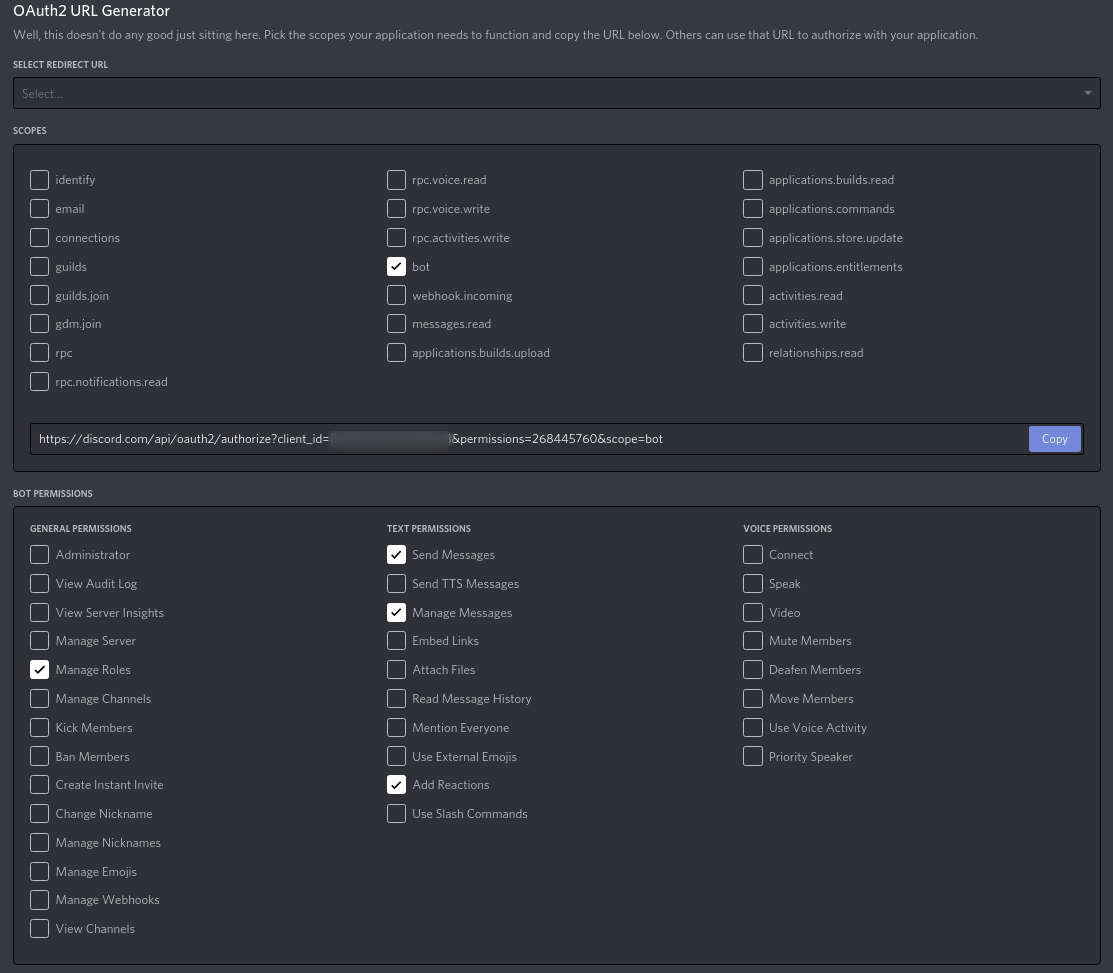 OAuth2 URL Generator
Well, this doesn't do any good just sitting here. Pick the scopes your application needs to function and copy the URL below. Others can use that URL to authorize with your application.
SELECT REDIRECT URL
Select...
SCOPES
identify
email
connections
guilds
guilds.join
gdm.join
rpc
rpc.notifications.read
rpc.voice.read
rpc.voice.write
rpc.activities.write
bot
webhook.incoming
messages.read
applications.builds.upload
applications.builds.read
applications.commands
applications.store.update
applications.entitlements
activities.read
activities.write
relationships.read
https://discord.com/api/oauth2/authorize?client_id= &permissions=268445760&scope=bot
Copy
BOT PERMISSIONS
GENERAL PERMISSIONS
Administrator
View Audit Log
View Server Insights
Manage Server
Manage Roles
Manage Channels
Kick Members
Ban Members
Create Instant Invite
Change Nickname
Manage Nicknames
Manage Emojis
Manage Webhooks
View Channels
TEXT PERMISSIONS
Send Messages
Send TTS Messages
Manage Messages
Embed Links
Attach Files
Read Message History
Mention Everyone
Use External Emojis
Add Reactions
Use Slash Commands
VOICE PERMISSIONS
Connect
Speak
Video
Mute Members
Deafen Members
Move Members
Use Voice Activity
Priority Speaker